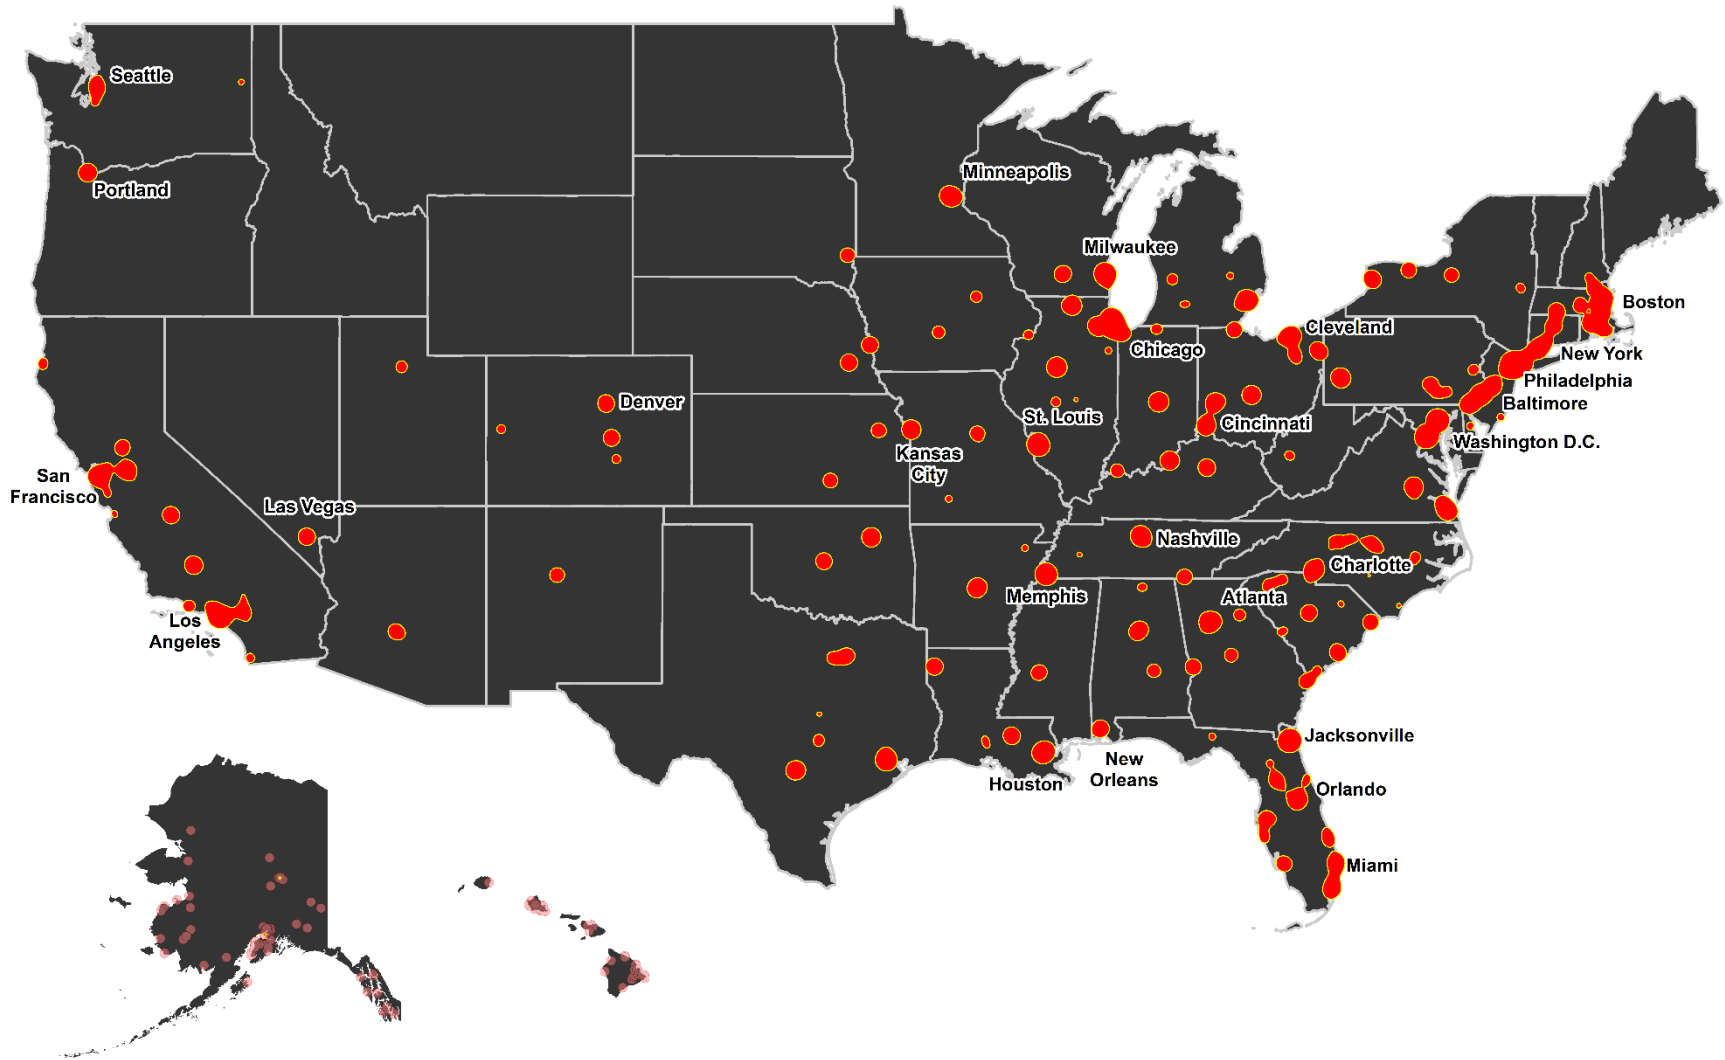 Seattle
Portland
Minneapolis
Milwaukee
Boston
Cleveland
Chicago
New York
Philadelphia
Denver
Baltimore
St. Louis
Cincinnati
Washington D.C.
Kansas
City
San
Francisco
Las Vegas
Nashville
Charlotte
Memphis
Atlanta
Los
Angeles
Jacksonville
New
Orleans
Houston
Orlando
Miami